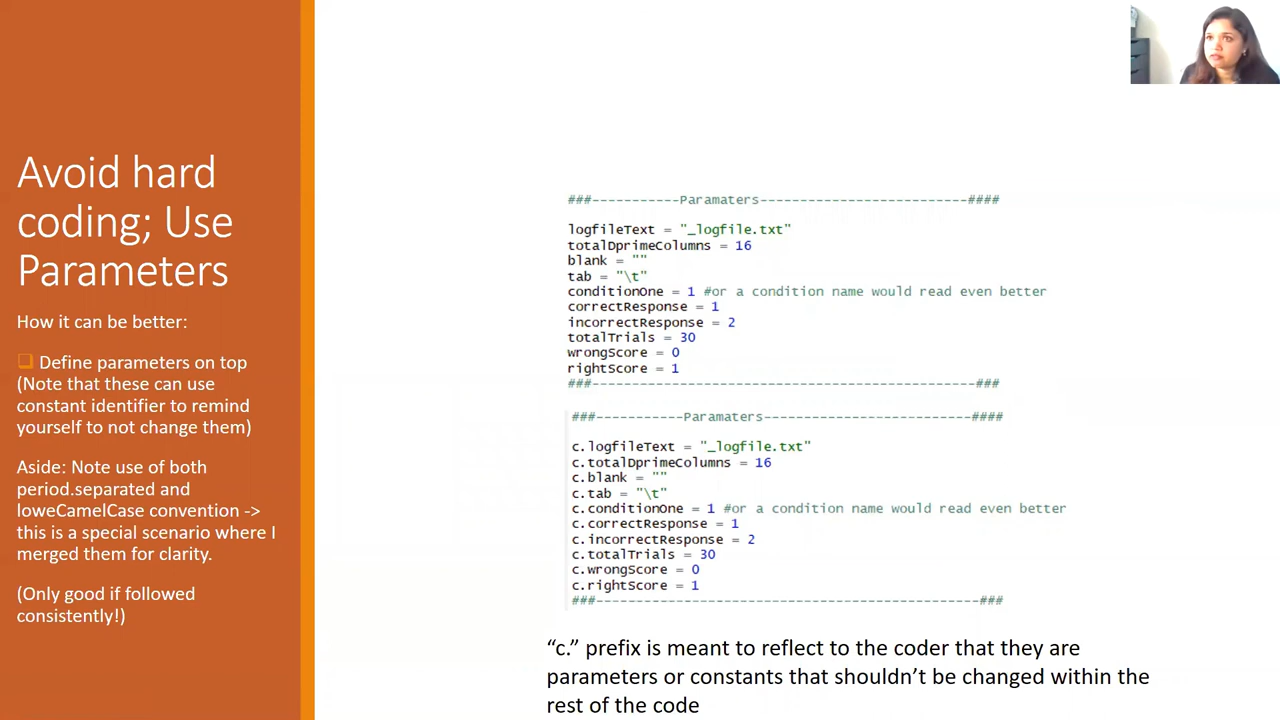 Avoid hard
coding; Use
Parameters
How it can be better:
Define parameters on top
(Note that these can use
constant identifier to remind
yourself to not change them)
Aside: Note use of both
period.separated and
loweCamelCase convention ->
this is a special scenario where I
merged them for clarity.
(Only good if followed
consistently!)
###-----------Paramaters--------------------------####
logfileText = "_logfile.txt"
totalDprimeColumns = 16
blank = ""
tab = "\t"
conditionOne = 1 #or a condition name would read even better
correctResponse = 1
incorrectResponse = 2
totalTrials = 30
wrongScore = 0
rightScore = 1
###------------------------------------------------###
###-----------Paramaters--------------------------####
c.logfileText = "_logfile.txt"
c.totalDprimeColumns = 16
c.blank = ""
c.tab = "\t"
c.conditionOne = 1 #or a condition name would read even better
c.correctResponse = 1
c.incorrectResponse = 2
c.totalTrials = 30
c.wrongScore = 0
c.rightScore = 1
###------------------------------------------------###
“c.” prefix is meant to reflect to the coder that they are
parameters or constants that shouldn’t be changed within the
rest of the code